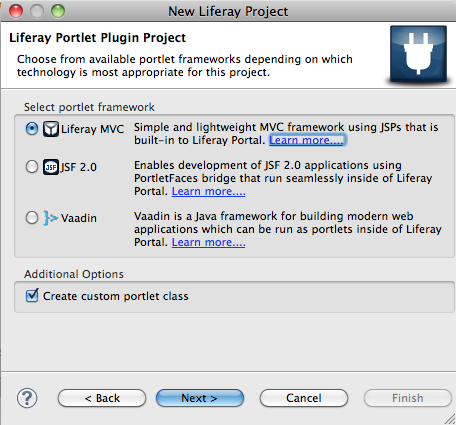 New Liferay Project
Liferay Portlet Plugin Project
Choose from available portlet frameworks depending on which
technology is most appropriate for this project.
Select portlet framework
Liferay MVC
Simple and lightweight MVC framework using JSPs that is
built-in to Liferay Portal. Learn more....
JSF JSF 2.0
Enables development of JSF 2.0 applications using
PortletFaces bridge that run seamlessly inside of Liferay
Portal. Learn more....
Vaadin
Vaadin is a Java framework for building modern web
applications which can be run as portlets inside of Liferay
Portal. Learn more....
Additional Options
Create custom portlet class
? < Back Next > Cancel Finish